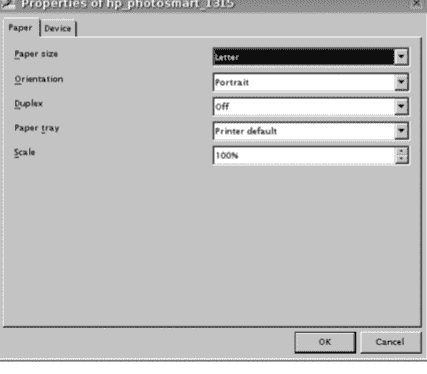 Properties of hp_photosmart_1315
Paper Device
Paper size Letter
Orientation Portrait
Duplex Off
Paper tray Printer default
Scale 100%
OK Cancel